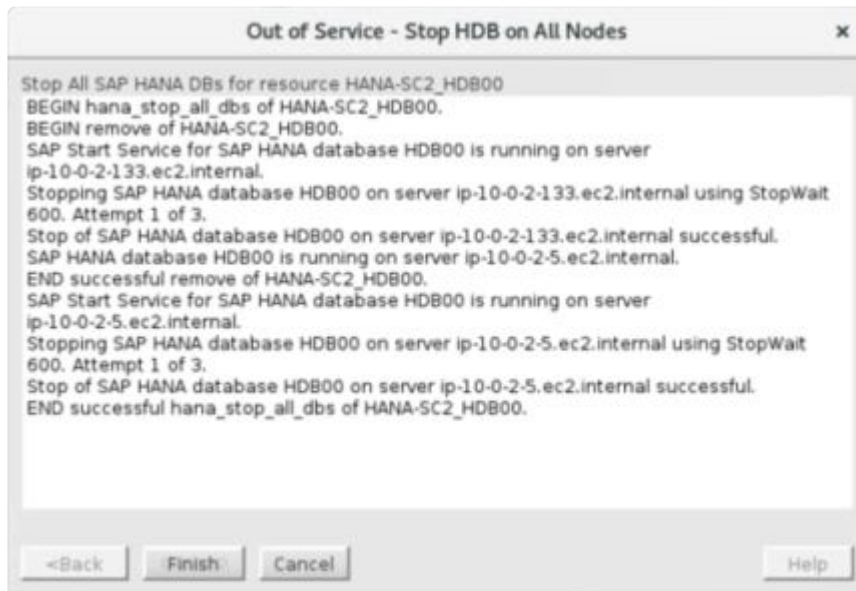 Out of Service - Stop HDB on All Nodes
×
Stop All SAP HANA DBs for resource HANA-SC2_HDB00
BEGIN hana_stop_all_dbs of HANA-SC2_HDB00.
BEGIN remove of HANA-SC2_HDB00.
SAP Start Service for SAP HANA database HDB00 is running on server
ip-10-0-2-133.ec2.internal.
Stopping SAP HANA database HDB00 on server ip-10-0-2-133.ec2.internal using StopWait
600. Attempt 1 of 3.
Stop of SAP HANA database HDB00 on server ip-10-0-2-133.ec2.internal successful.
SAP HANA database HDB00 is running on server ip-10-0-2-5.ec2.internal.
END successful remove of HANA-SC2_HDB00.
SAP Start Service for SAP HANA database HDB00 is running on server
ip-10-0-2-5.ec2.internal.
Stopping SAP HANA database HDB00 on server ip-10-0-2-5.ec2.internal using StopWait
600. Attempt 1 of 3.
Stop of SAP HANA database HDB00 on server ip-10-0-2-5.ec2.internal successful.
END successful hana_stop_all_dbs of HANA-SC2_HDB00.
<Back Finish Cancel Help